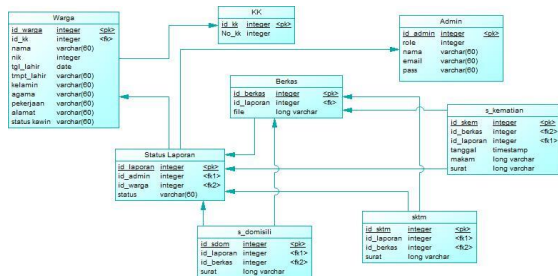 Warga
id_warga integer <pk>
id_kk integer <fk>
nama varchar(60)
nik integer
tgl_lahir date
tmpt_lahir varchar(60)
kelamin varchar(60)
agama varchar(60)
pekerjaan varchar(60)
alamat varchar(60)
status kawin varchar(60)
KK
id_kk integer <pk>
No_kk integer
Admin
id_admin integer <pk>
role integer
nama varchar(60)
email varchar(60)
pass varchar(60)
Berkas
id_berkas integer <pk>
id_laporan integer <fk>
file long varchar
s_kematian
id_skem integer <pk>
id_berkas integer <fk2>
id_laporan integer <fk1>
tanggal timestamp
makam long varchar
surat long varchar
Status Laporan
id_laporan integer <pk>
id_admin integer <fk1>
id_warga integer <fk2>
status varchar(60)
s_domisili
id_sdom integer <pk>
id_laporan integer <fk1>
id_berkas integer <fk2>
surat long varchar
sktm
id_sktm integer <pk>
id_laporan integer <fk1>
id_berkas integer <fk2>
surat long varchar